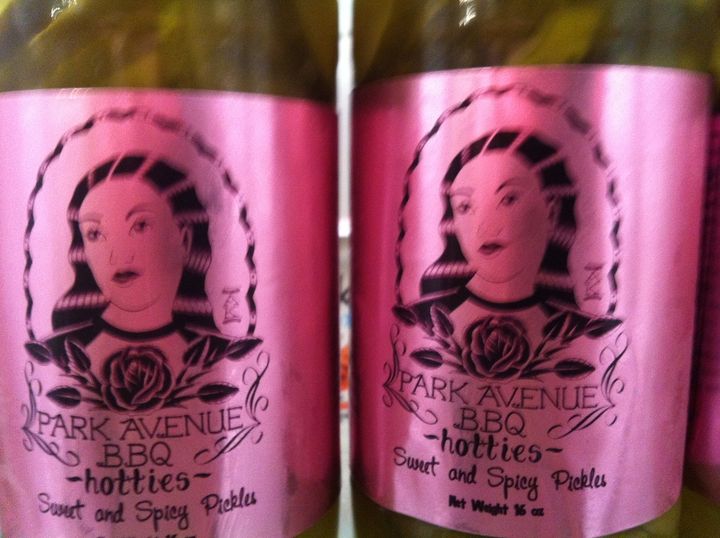 PARK AVENUE
BBQ
-hotties-
Sweet and Spicy Pickles
PARK AVENUE
BBQ
-hotties-
Sweet and Spicy Pickles
Net Weight 16 oz